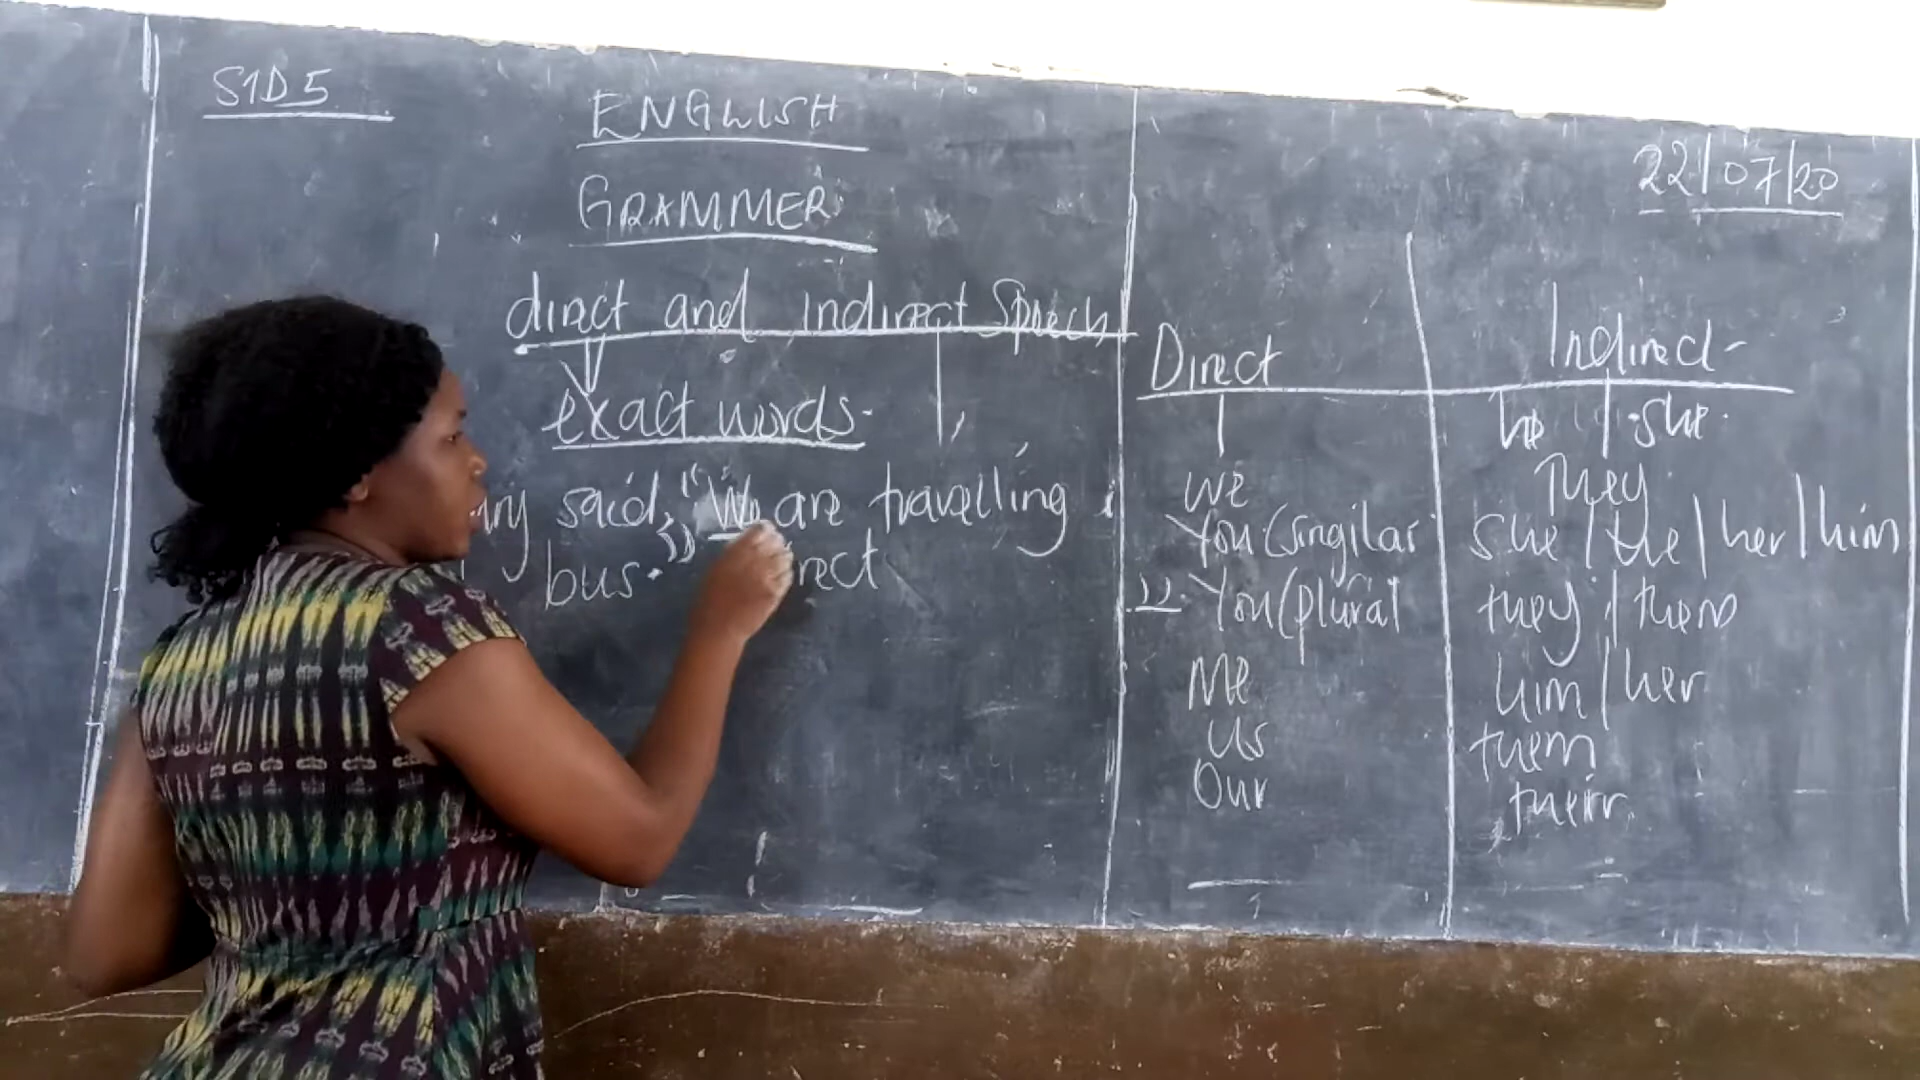 S1D5
ENGLISH
GRAMMER
direct and indirect Speech
exact words.
said, "We are travelling
bus."
22/07/20
Direct Indirect
I he / she
we They
You (singilar she / the / her / him
You (plural they / them
Me him / her
Us them
Our their